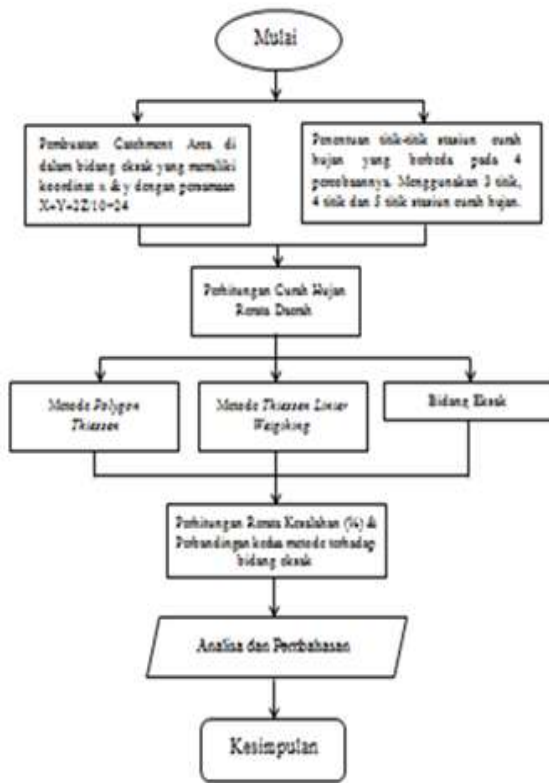 Mulai
Pembuatan Catchment Area di
dalam bidang eksak yang memiliki
koordinat x & y dengan persamaan
X+Y+2Z/10=24
Penentuan titik-titik stasiun curah
hujan yang berbeda pada 4
percobaannya. Menggunakan 3 titik,
4 titik dan 5 titik stasiun curah hujan.
Perhitungan Curah Hujan
Rerata Daerah
Metode Polygon
Thiessen
Metode Thiessen Linier
Weigthing
Bidang Eksak
Perhitungan Rerata Kesalahan (%) &
Perbandingan kedua metode terhadap
bidang eksak
Analisa dan Pembahasan
Kesimpulan